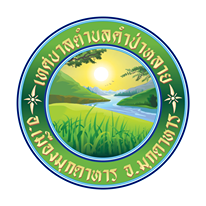 เทศบาลตำบลคำป่าหลาย
อ.เมืองมุกดาหาร จ.มุกดาหาร